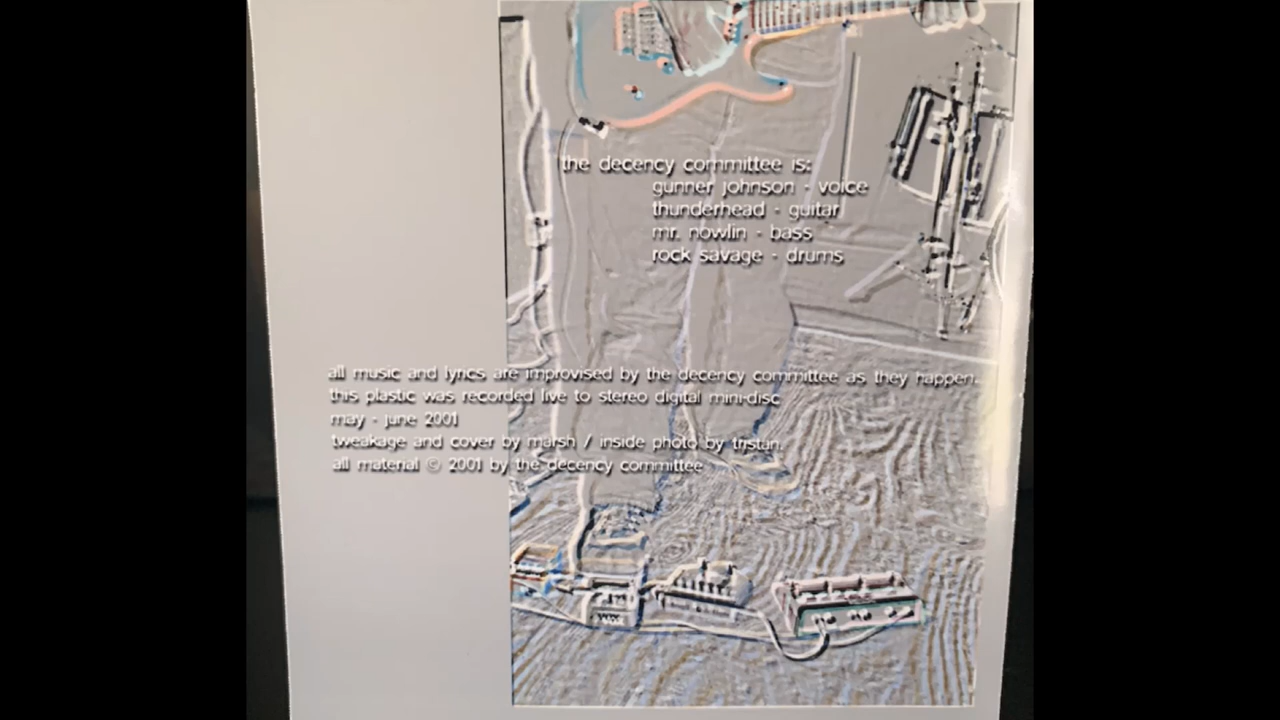 the decency committee is:
gunner johnson - voice
thunderhead - guitar
mr. nowlin - bass
rock savage - drums
all music and lyrics are improvised by the decency committee as they happen.
this plastic was recorded live to stereo digital mini-disc
may - june 2001
tweakage and cover by marsh / inside photo by tristan.
all material © 2001 by the decency committee